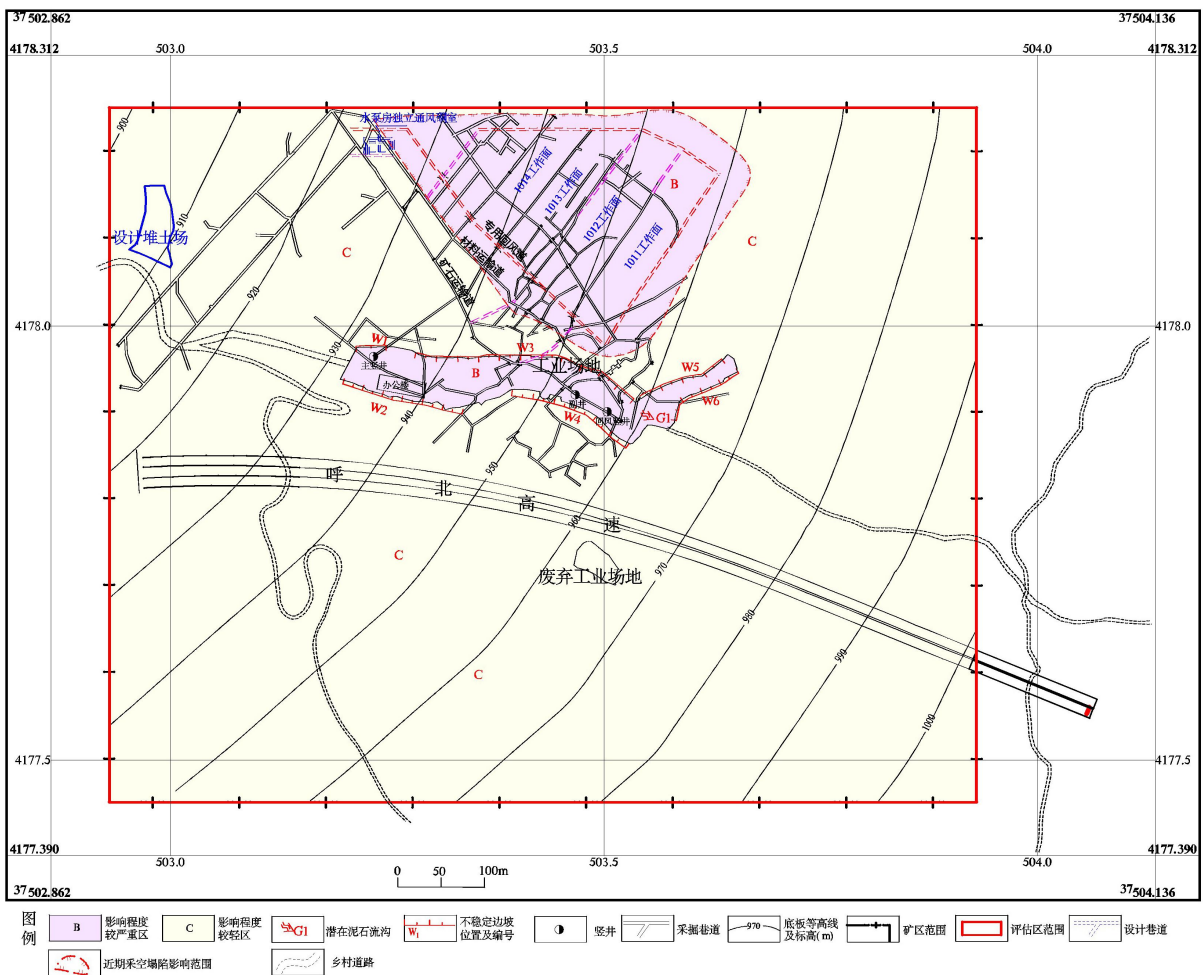 37 502.862
37 504.136
4178.312
503.0
503.5
504.0
4178.312
900
水泵房独立通风硐室
910
设计堆土场
920
C
1014工作面
1013工作面
1012工作面
1011工作面
B
C
专用回风道
材料运输道
矿石运输道
4178.0
4178.0
930
W1
W3
工业场地
主竖井
办公楼
B
W5
W2
940
副井
W4
回风竖井
G1
W6
950
呼北高速
960
C
废弃工业场地
970
980
990
C
1000
4177.5
4177.5
4177.390
503.0
503.5
504.0
4177.390
37 502.862
37 504.136
0 50 100m
图例
B 影响程度较严重区
C 影响程度较轻区
G1 潜在泥石流沟
W1 不稳定边坡位置及编号
竖井
采掘巷道
970 底板等高线及标高(m)
矿区范围
评估区范围
设计巷道
近期采空塌陷影响范围
乡村道路